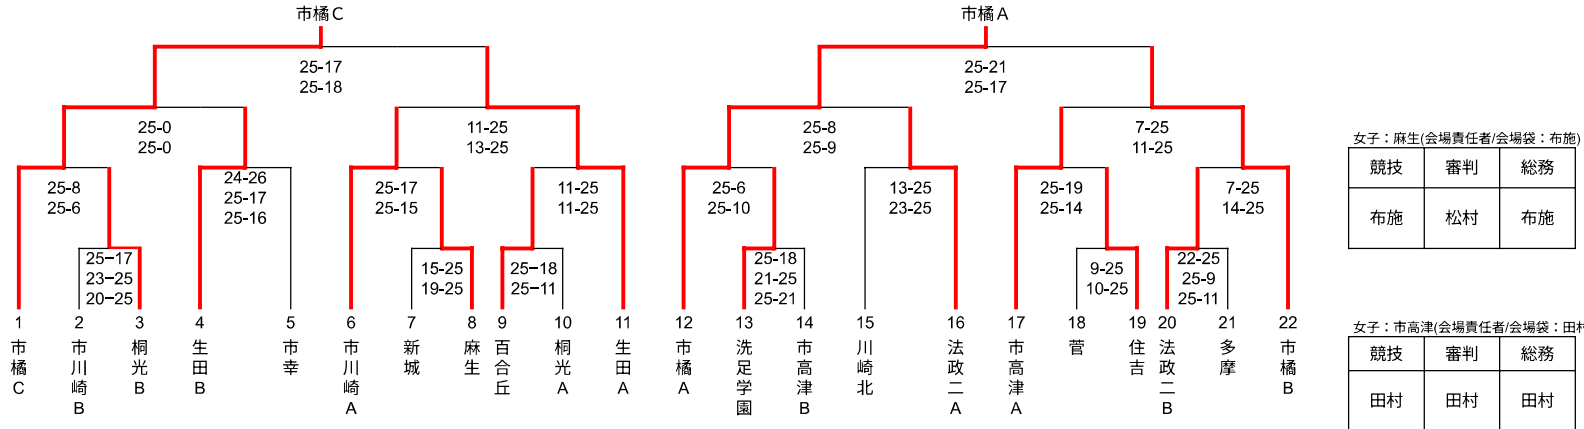 市橘C
市橘A
25-17
25-18
25-21
25-17
25-0
25-0
11-25
13-25
25-8
25-9
7-25
11-25
25-8
25-6
24-26
25-17
25-16
25-17
25-15
11-25
11-25
25-6
25-10
13-25
23-25
25-19
25-14
7-25
14-25
25-17
23-25
20-25
15-25
19-25
25-18
25-11
25-18
21-25
25-21
9-25
10-25
22-25
25-9
25-11
1 市橘C
2 市川崎B
3 桐光B
4 生田B
5 市幸
6 市川崎A
7 新城
8 麻生
9 百合丘
10 桐光A
11 生田A
12 市橘A
13 洗足学園
14 市高津B
15 川崎北
16 法政二A
17 市高津A
18 菅
19 住吉
20 法政二B
21 多摩
22 市橘B
女子：麻生(会場責任者/会場袋：布施)
競技 審判 総務
布施 松村 布施
女子：市高津(会場責任者/会場袋：田村
競技 審判 総務
田村 田村 田村